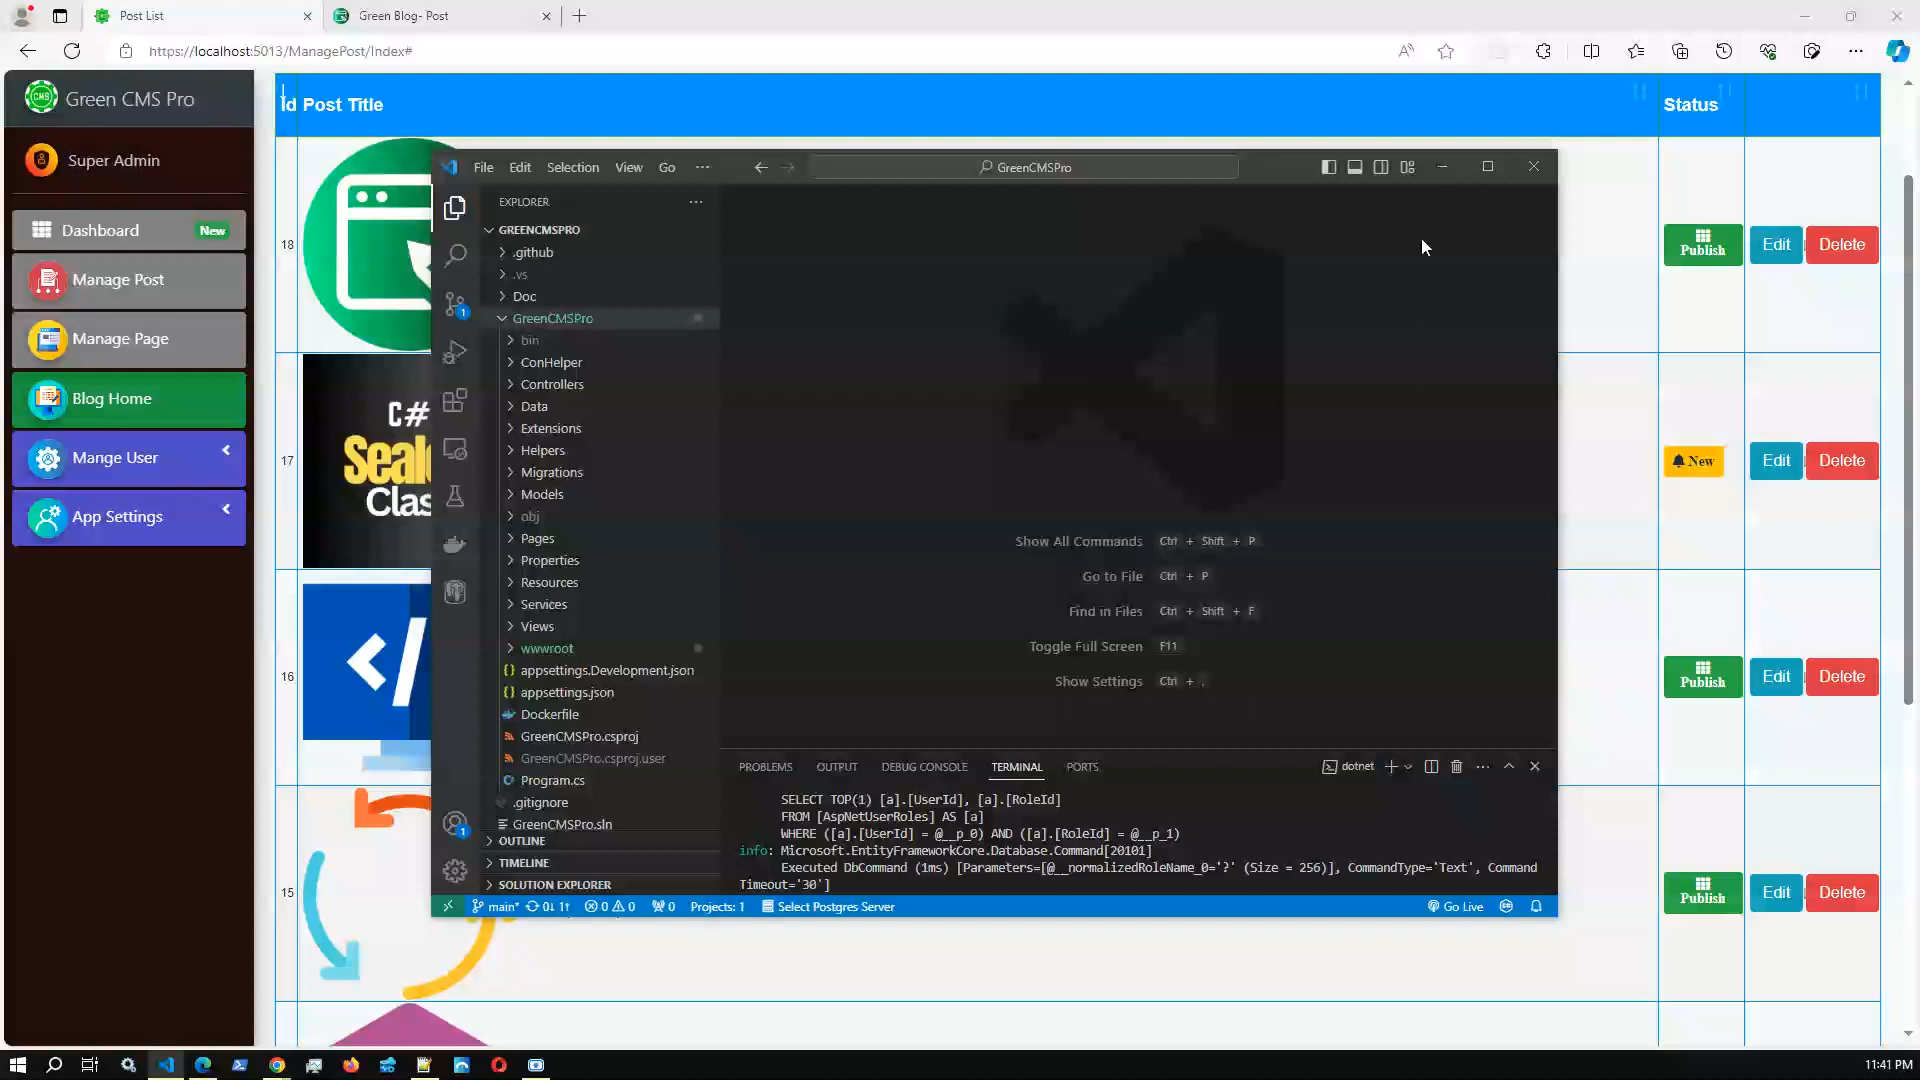 Post List
Green Blog- Post
https://localhost:5013/ManagePost/Index#
CMS
Green CMS Pro
Super Admin
Dashboard
New
Manage Post
Manage Page
Blog Home
Mange User
App Settings
Id
Post Title
Status
18
Publish
Edit
Delete
17
C#
Seal
Clas
New
Edit
Delete
16
Publish
Edit
Delete
15
Publish
Edit
Delete
File
Edit
Selection
View
Go
GreenCMSPro
EXPLORER
GREENCMSPRO
.github
.vs
Doc
GreenCMSPro
bin
ConHelper
Controllers
Data
Extensions
Helpers
Migrations
Models
obj
Pages
Properties
Resources
Services
Views
wwwroot
appsettings.Development.json
appsettings.json
Dockerfile
GreenCMSPro.csproj
GreenCMSPro.csproj.user
Program.cs
.gitignore
GreenCMSPro.sln
OUTLINE
TIMELINE
SOLUTION EXPLORER
1
1
Show All Commands Ctrl + Shift + P
Go to File Ctrl + P
Find in Files Ctrl + Shift + F
Toggle Full Screen F11
Show Settings Ctrl + ,
PROBLEMS
OUTPUT
DEBUG CONSOLE
TERMINAL
PORTS
dotnet
SELECT TOP(1) [a].[UserId], [a].[RoleId]
FROM [AspNetUserRoles] AS [a]
WHERE ([a].[UserId] = @__p_0) AND ([a].[RoleId] = @__p_1)
info: Microsoft.EntityFrameworkCore.Database.Command[20101]
Executed DbCommand (1ms) [Parameters=[@__normalizedRoleName_0='?' (Size = 256)], CommandType='Text', Command
Timeout='30']
main*
0↓ 1↑
0
0
0
Projects: 1
Select Postgres Server
Go Live
11:41 PM